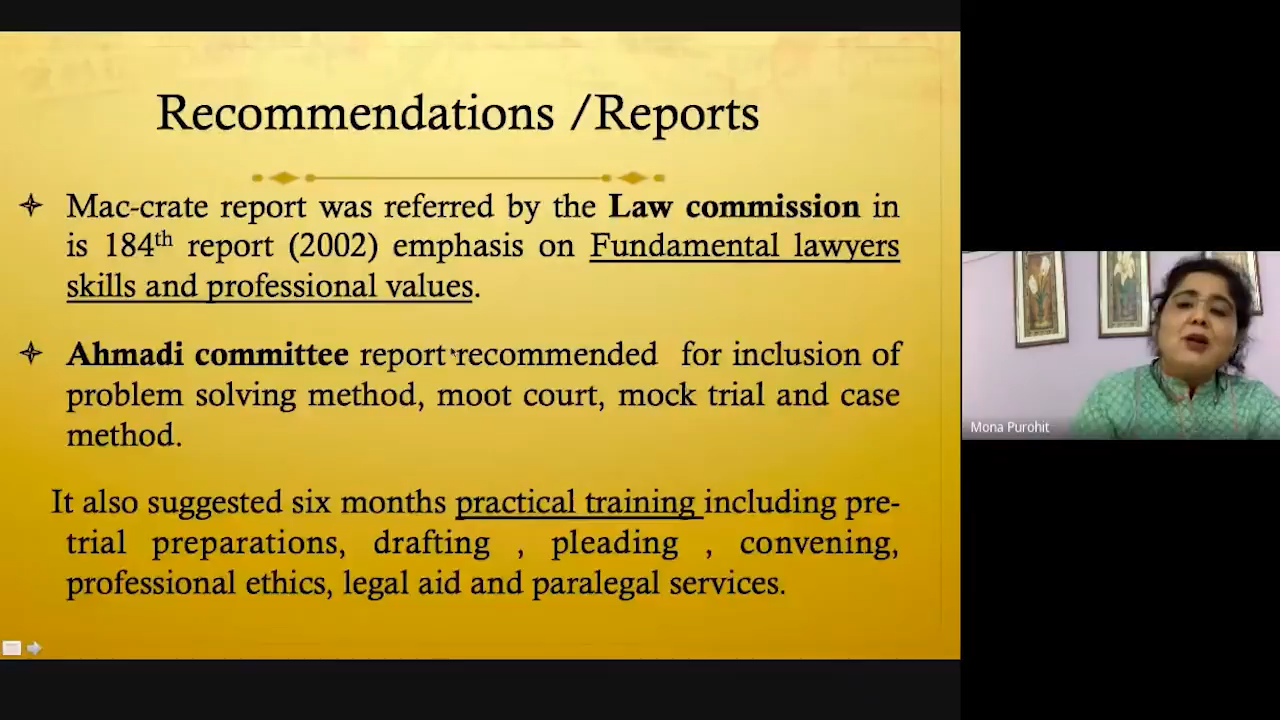 Recommendations /Reports
Mac-crate report was referred by the Law commission in
is 184th report (2002) emphasis on Fundamental lawyers
skills and professional values.
Ahmadi committee report recommended for inclusion of
problem solving method, moot court, mock trial and case
method.
It also suggested six months practical training including pre-
trial preparations, drafting , pleading , convening,
professional ethics, legal aid and paralegal services.
Mona Purohit